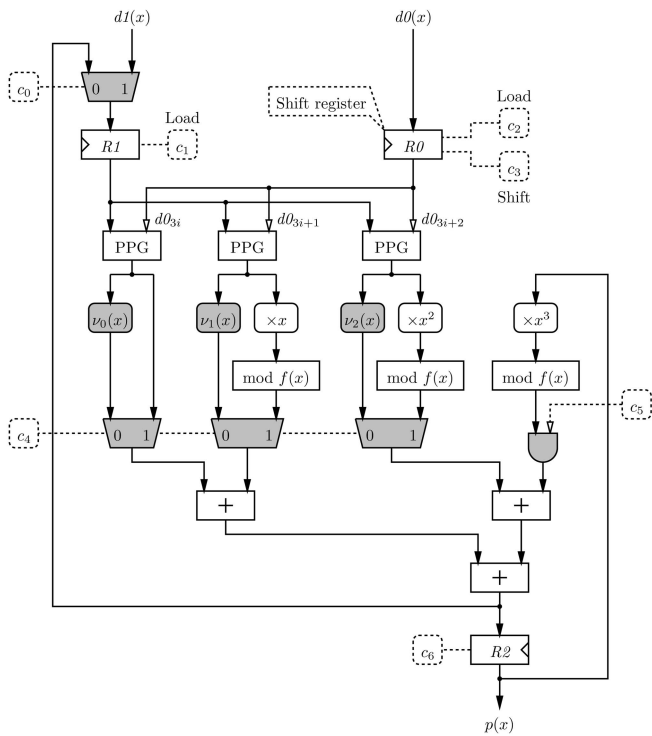 d1(x) d0(x)
c₀ 0 1 Shift register Load
Load c₂
R1 c₁ R0
c₃
Shift
d0₃ᵢ d0₃ᵢ₊₁ d0₃ᵢ₊₂
PPG PPG PPG
ν₀(x) ν₁(x) ×x ν₂(x) ×x² ×x³
mod f(x) mod f(x) mod f(x)
c₅
c₄ 0 1 0 1 0 1
+ +
+
c₆ R2
p(x)